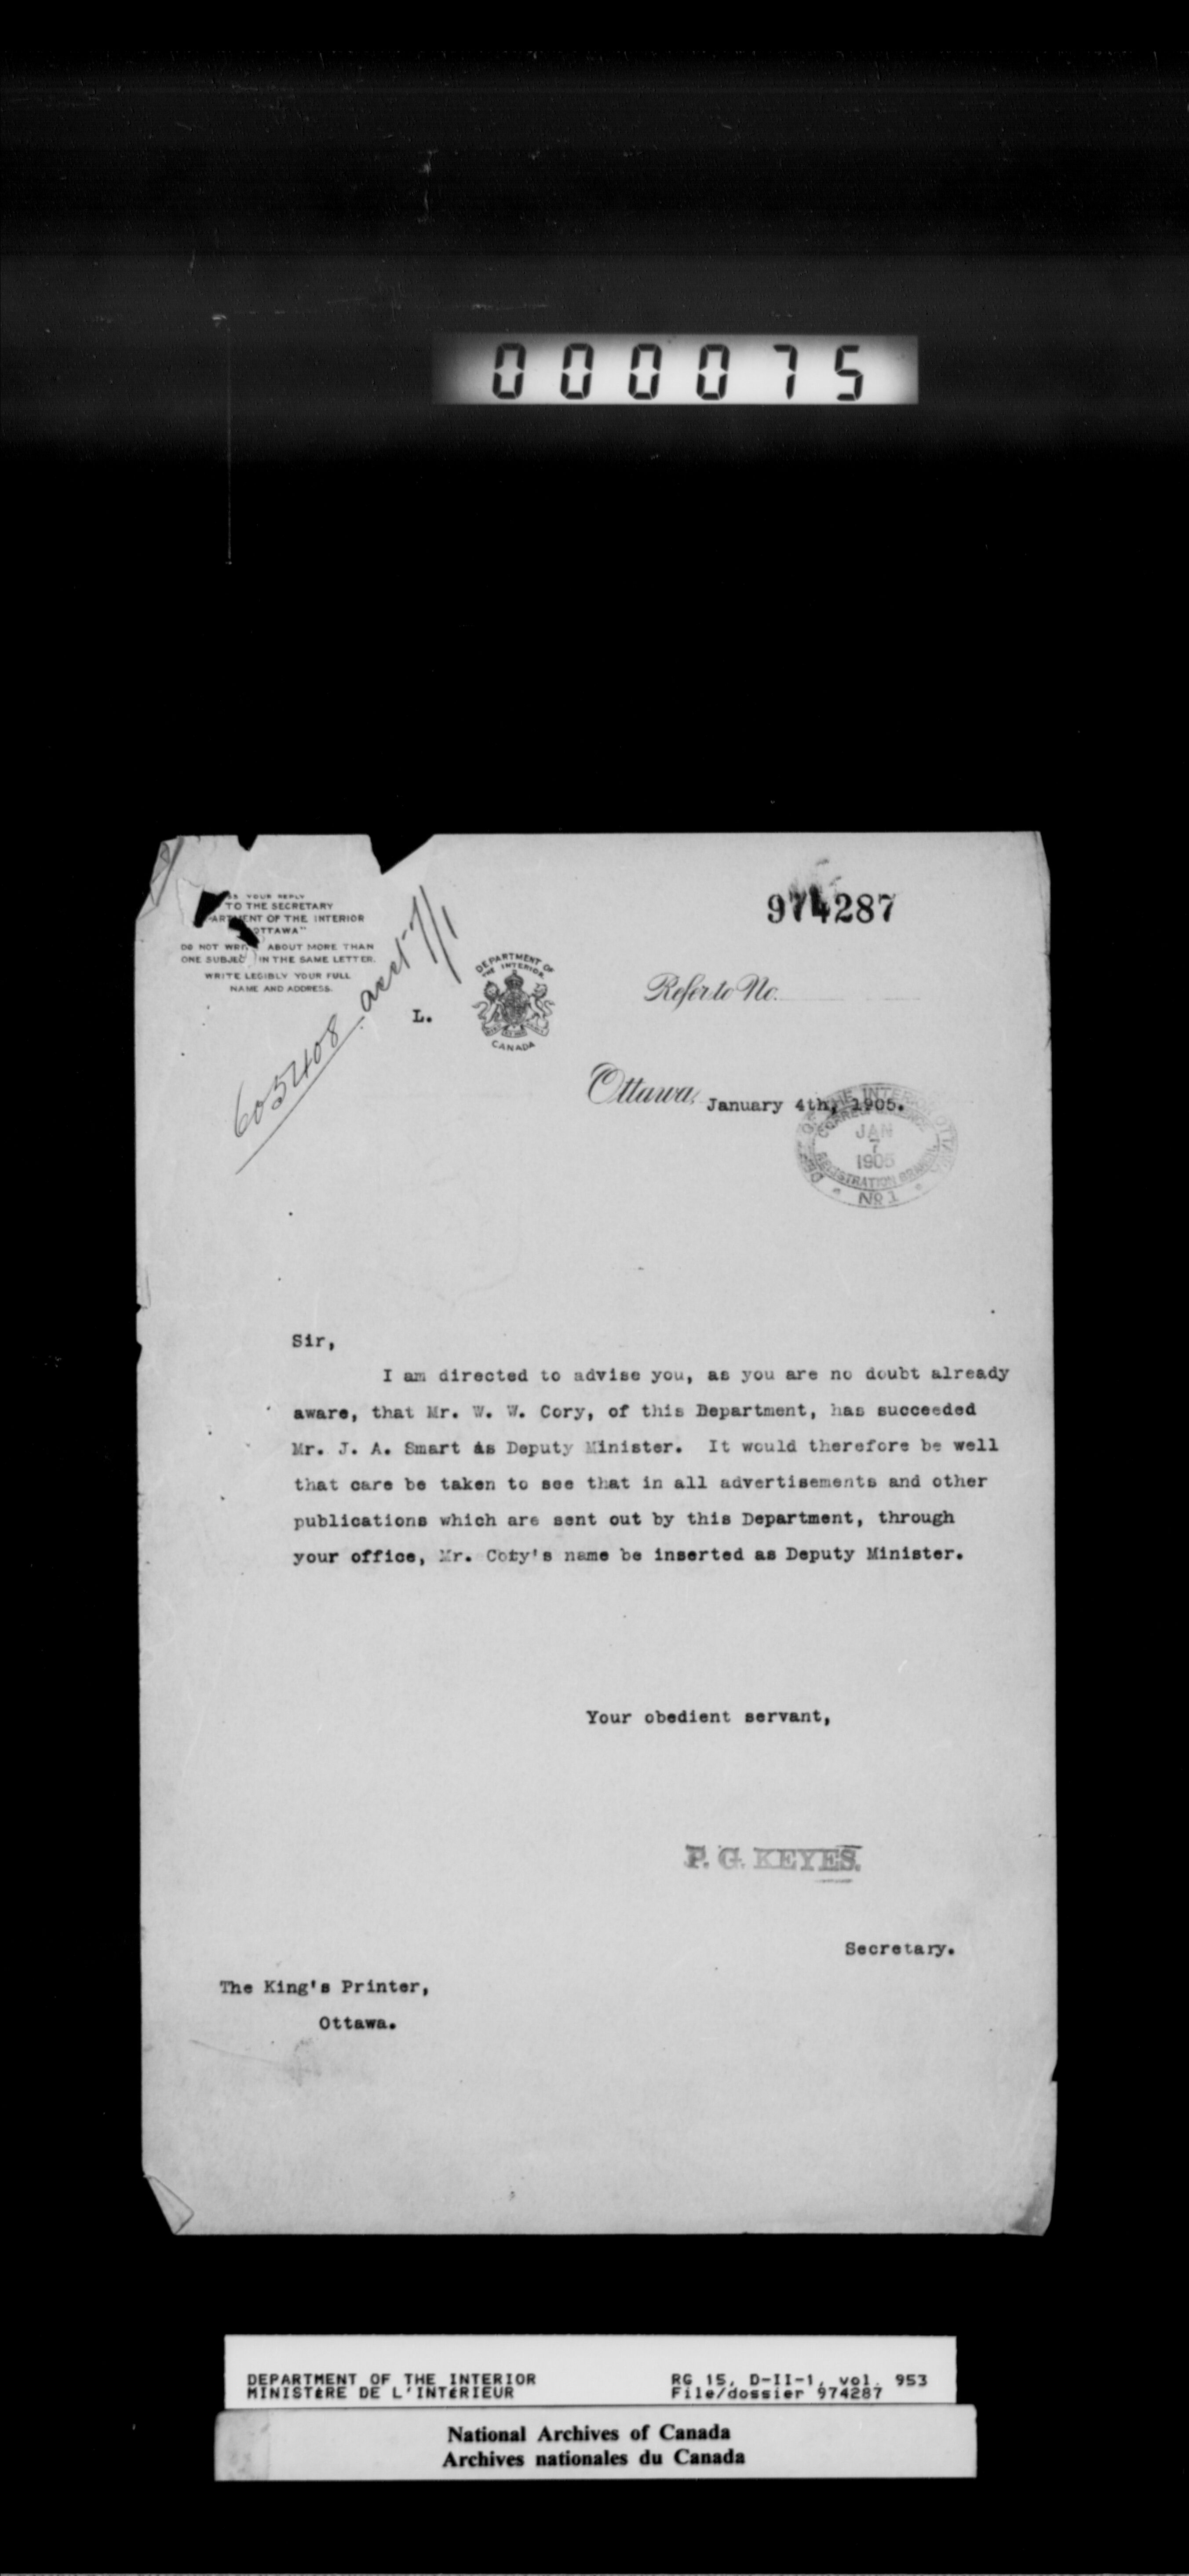 000075
974287
YOUR REPLY
TO THE SECRETARY
OF THE INTERIOR
OTTAWA"
DO NOT ABOUT MORE THAN
ONE IN THE SAME LETTER.
WRITE LEGIBLY YOUR FULL
NAME AND ADDRESS.
605408
7/1
L.
DEPARTMENT OF
THE INTERIOR
CANADA
Refer to No.
Ottawa, January 4th, 1905.
JAN
7
1905
REGISTRATION BRANCH
No 1
Sir,
I am directed to advise you, as you are no doubt already
aware, that Mr. W. W. Cory, of this Department, has succeeded
Mr. J. A. Smart as Deputy Minister. It would therefore be well
that care be taken to see that in all advertisements and other
publications which are sent out by this Department, through
your office, Mr. Cory's name be inserted as Deputy Minister.
Your obedient servant,
P. G. KEYES.
Secretary.
The King's Printer,
Ottawa.
DEPARTMENT OF THE INTERIOR
MINISTÈRE DE L'INTÉRIEUR
RG 15, D-II-1, vol. 953
File/dossier 974287
National Archives of Canada
Archives nationales du Canada